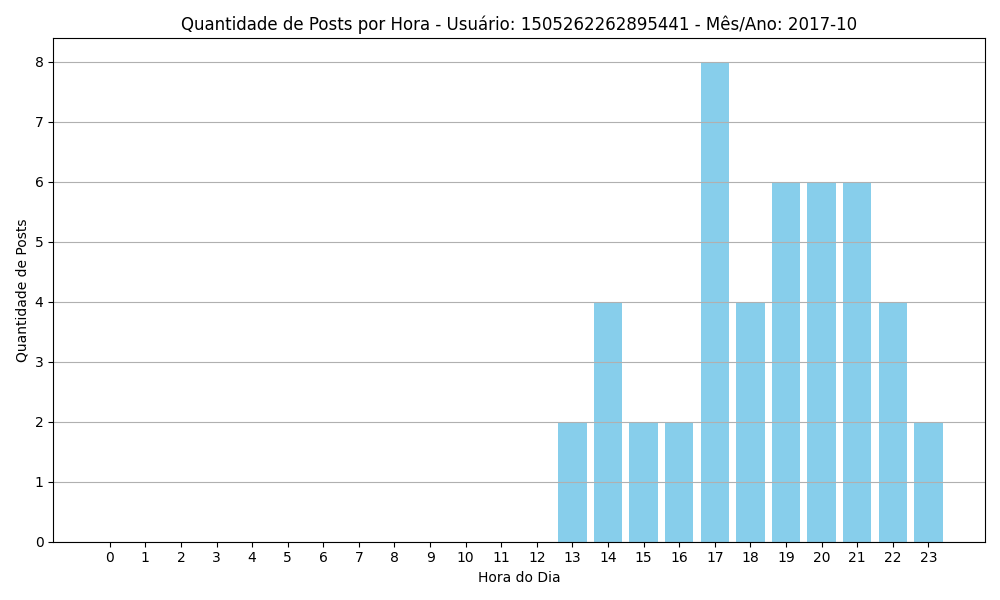 Quantidade de Posts por Hora - Usuário: 1505262262895441 - Mês/Ano: 2017-10
Quantidade de Posts
8
7
6
5
4
3
2
1
0
0 1 2 3 4 5 6 7 8 9 10 11 12 13 14 15 16 17 18 19 20 21 22 23
Hora do Dia